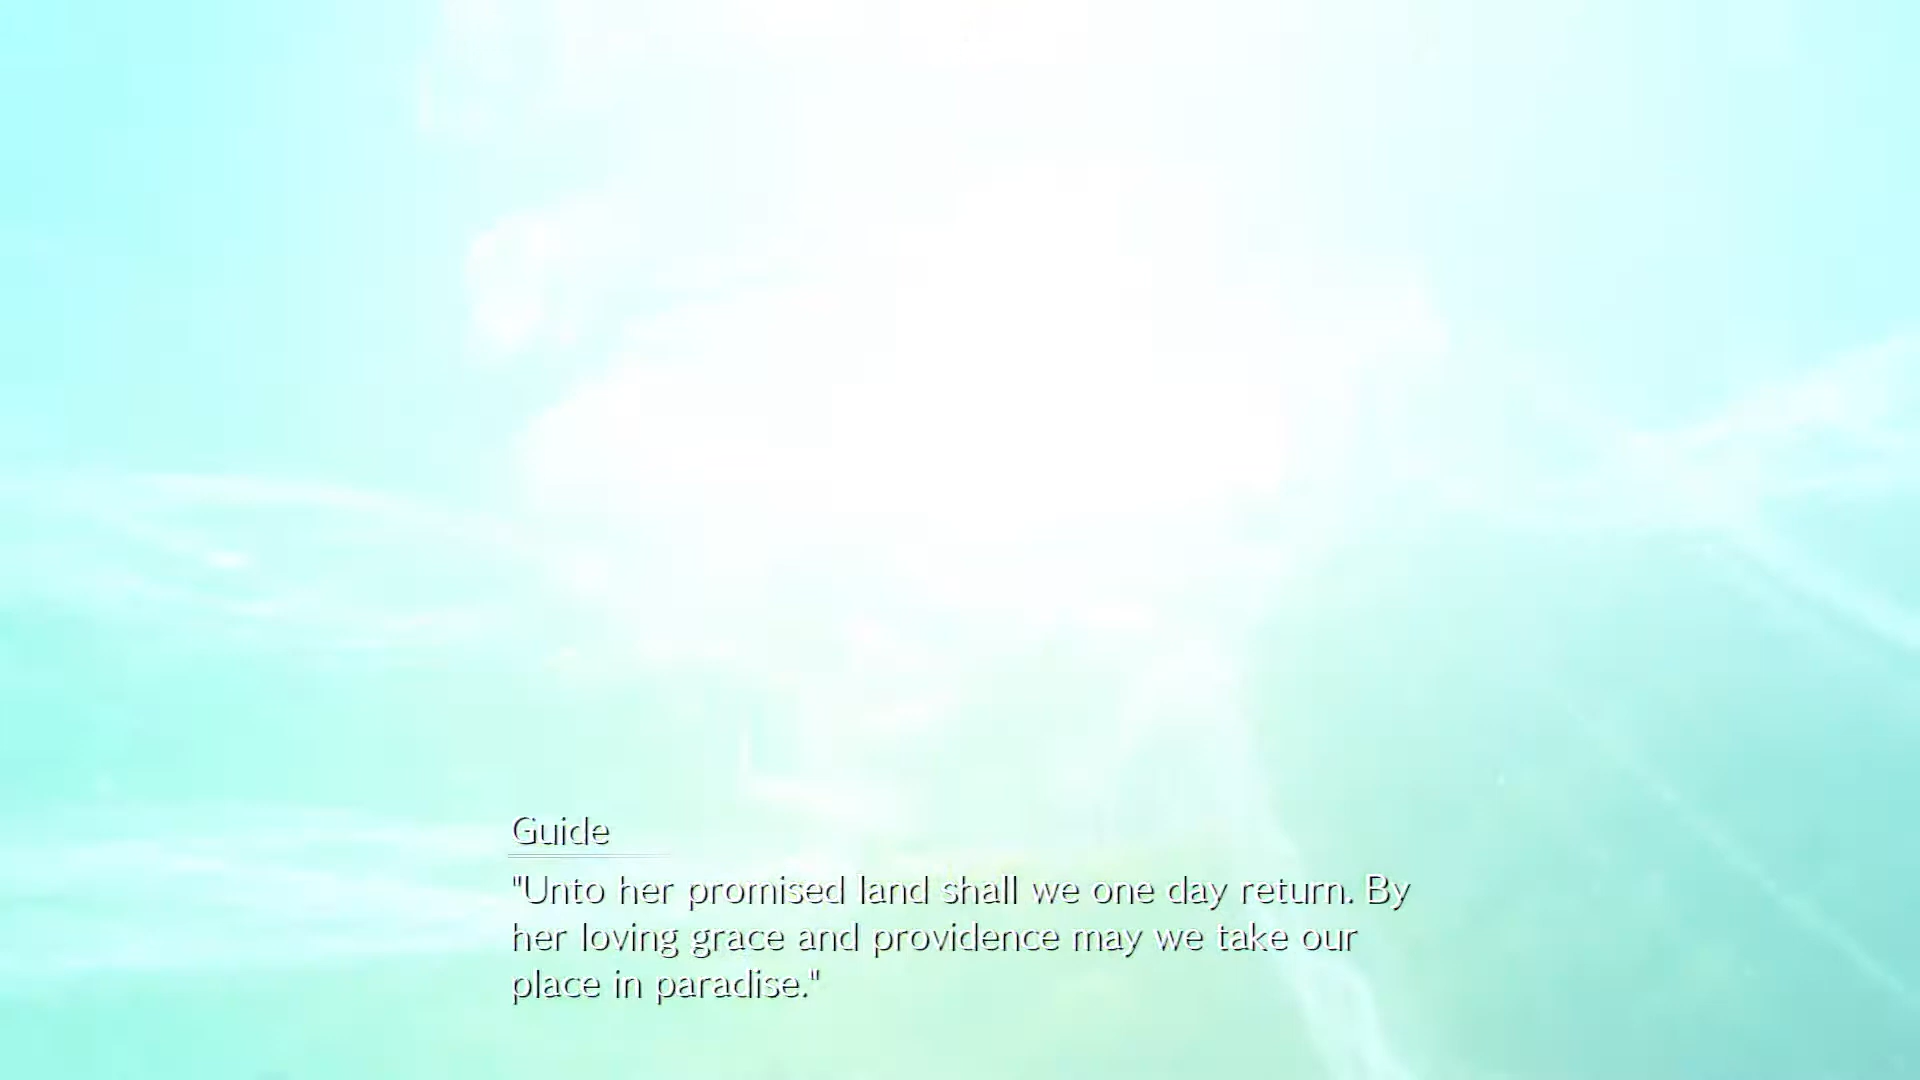 Guide
"Unto her promised land shall we one day return. By
her loving grace and providence may we take our
place in paradise."